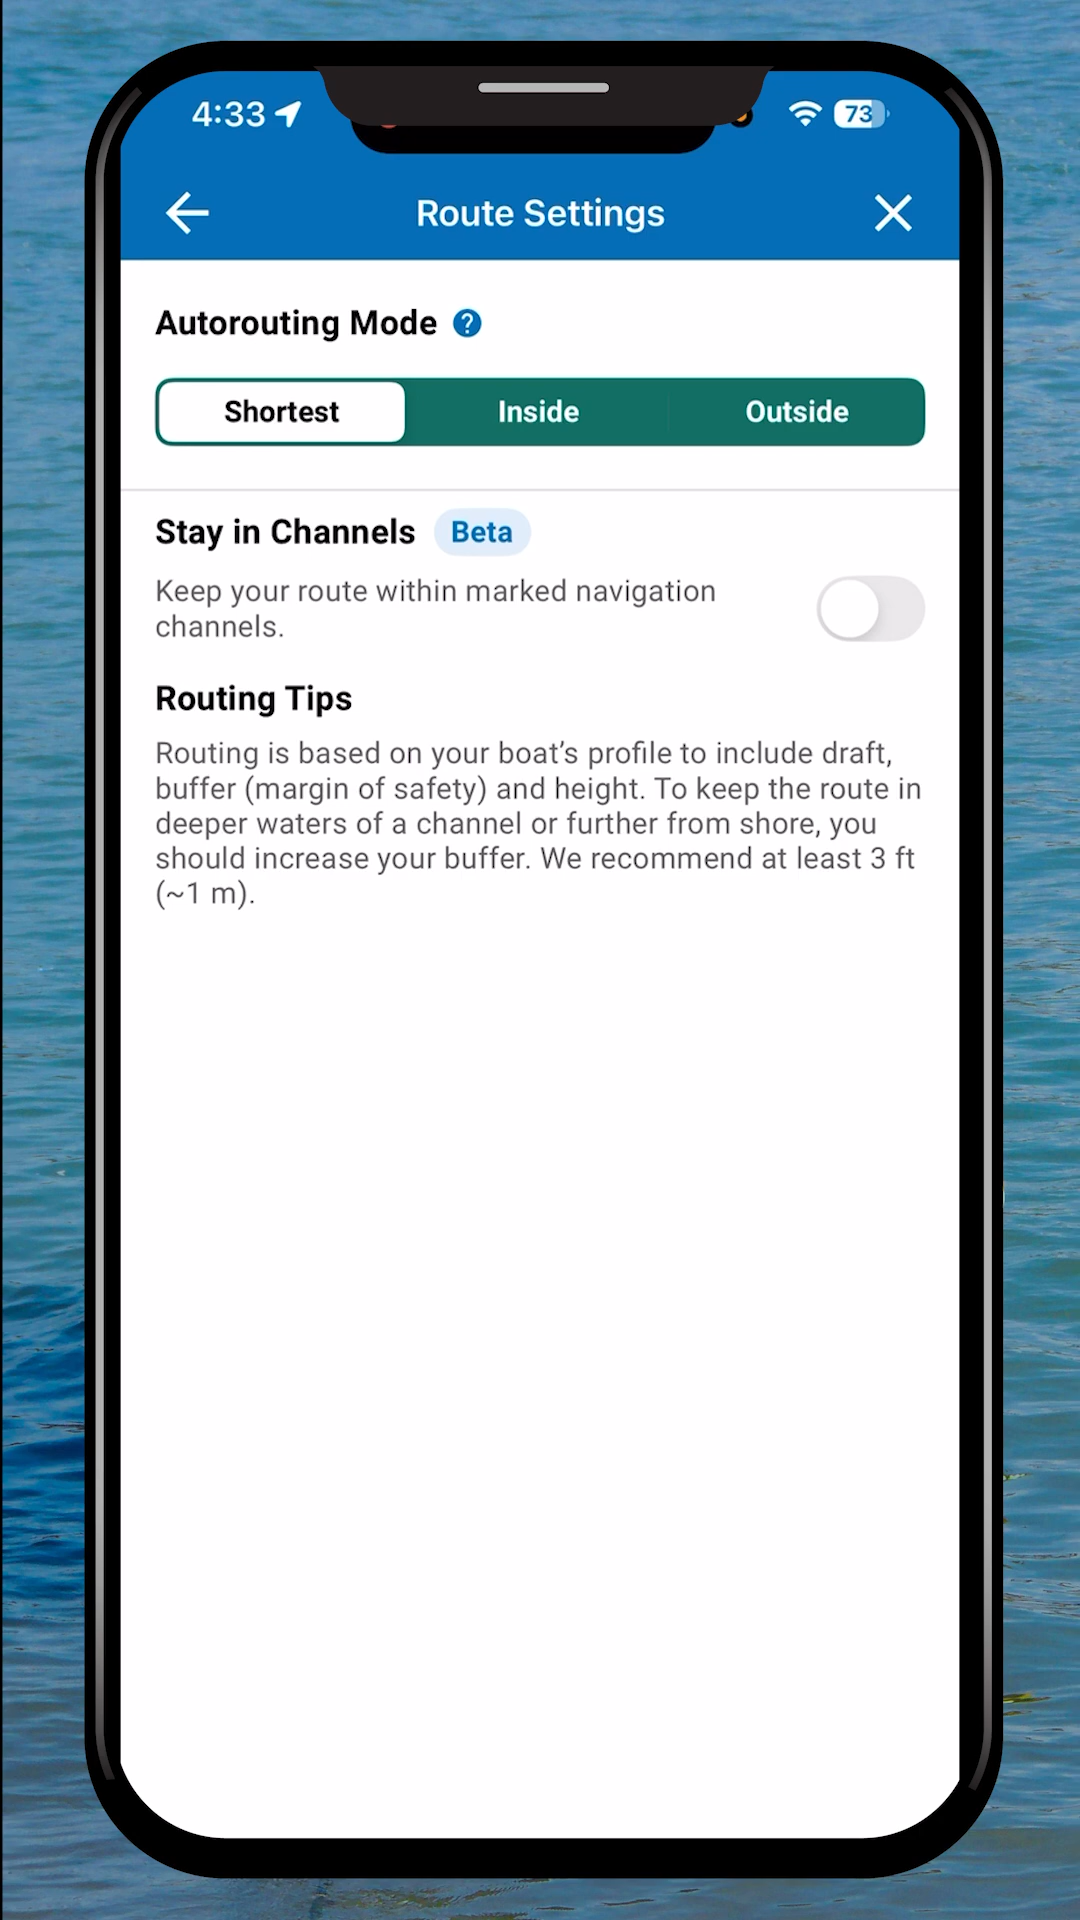 4:33
73
Route Settings
Autorouting Mode ?
Shortest Inside Outside
Stay in Channels Beta
Keep your route within marked navigation
channels.
Routing Tips
Routing is based on your boat's profile to include draft,
buffer (margin of safety) and height. To keep the route in
deeper waters of a channel or further from shore, you
should increase your buffer. We recommend at least 3 ft
(~1 m).